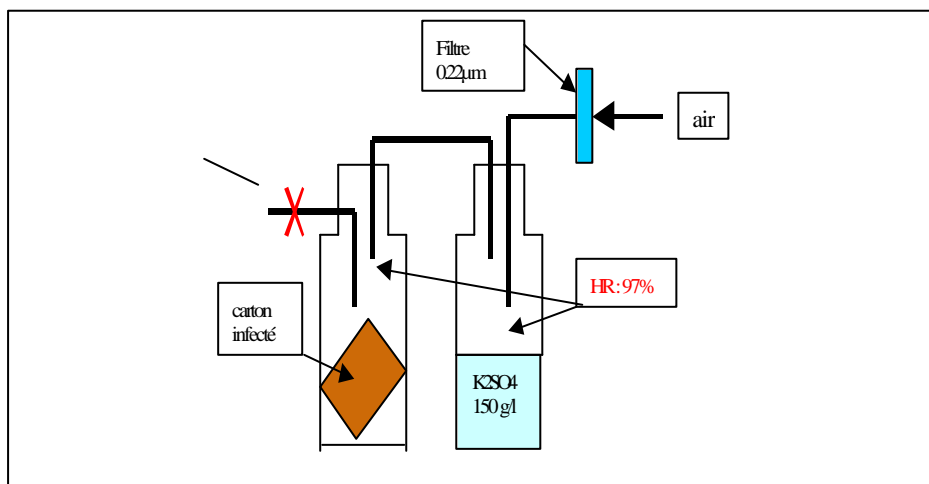 Filtre
0.22µm
air
HR : 97%
carton
infecté
K2SO4
150 g/l